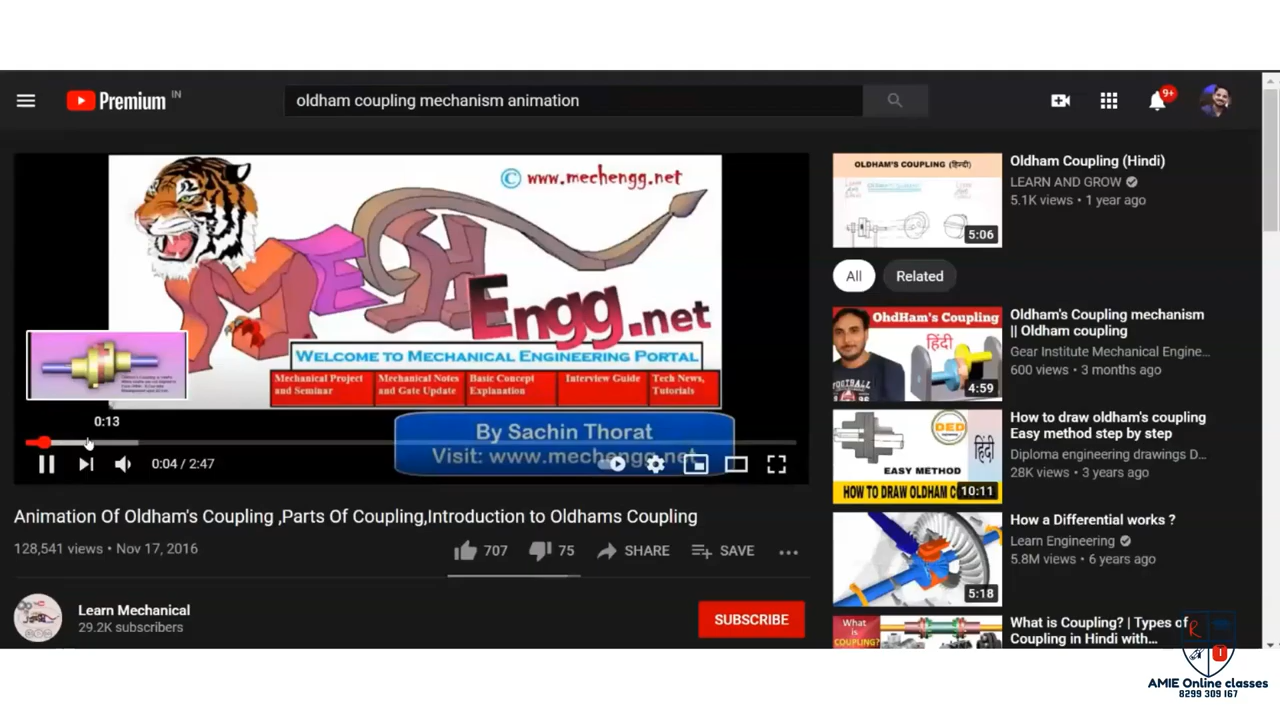 Premium IN
oldham coupling mechanism animation
9+
© www.mechengg.net
MECH
Engg.net
WELCOME TO MECHANICAL ENGINEERING PORTAL
Mechanical Project and Seminar
Mechanical Notes and Gate Update
Basic Concept Explanation
Interview Guide
Tech News, Tutorials
By Sachin Thorat
Visit: www.mechengg.net
0:13
0:04 / 2:47
Animation Of Oldham's Coupling ,Parts Of Coupling,Introduction to Oldhams Coupling
128,541 views • Nov 17, 2016
707
75
SHARE
SAVE
Learn Mechanical
29.2K subscribers
SUBSCRIBE
OLDHAM'S COUPLING (हिन्दी)
5:06
Oldham Coupling (Hindi)
LEARN AND GROW
5.1K views • 1 year ago
All
Related
OhdHam's Coupling
हिंदी
FOOTBALL
4:59
Oldham's Coupling mechanism
|| Oldham coupling
Gear Institute Mechanical Engine...
600 views • 3 months ago
DED
हिंदी
EASY METHOD
HOW TO DRAW OLDHAM C
10:11
How to draw oldham's coupling
Easy method step by step
Diploma engineering drawings D...
28K views • 3 years ago
5:18
How a Differential works ?
Learn Engineering
5.8M views • 6 years ago
What
is
COUPLING?
What is Coupling? | Types of
Coupling in Hindi with...
R
1
AMIE Online classes
8299 309 167